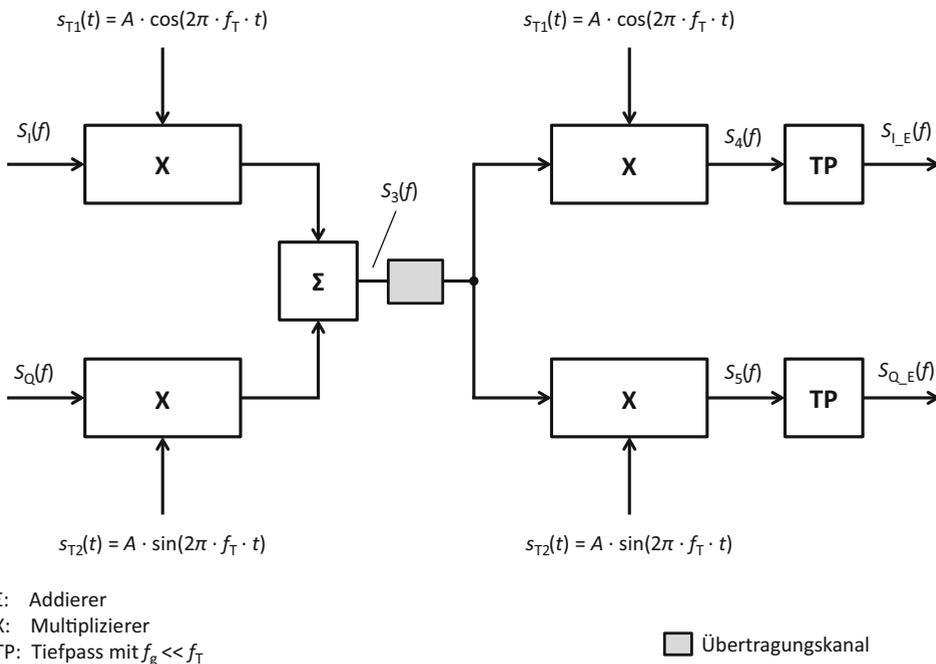 s_T1(t) = A · cos(2π · f_T · t)
s_T1(t) = A · cos(2π · f_T · t)
S_I(f)
X
X
S_4(f)
TP
S_I_E(f)
S_3(f)
Σ
S_Q(f)
X
X
S_5(f)
TP
S_Q_E(f)
s_T2(t) = A · sin(2π · f_T · t)
s_T2(t) = A · sin(2π · f_T · t)
Σ: Addierer
X: Multiplizierer
TP: Tiefpass mit f_g << f_T
Übertragungskanal